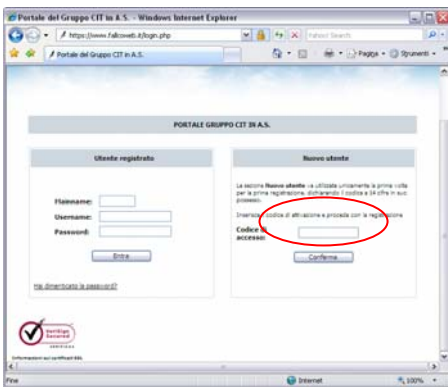 Portale del Gruppo CIT in A.S. - Windows Internet Explorer
https://www.falcoweb.it/login.php
Yahoo! Search
Portale del Gruppo CIT in A.S.
Pagina
Strumenti
PORTALE GRUPPO CIT IN A.S.
Utente registrato
Mainname:
Username:
Password:
Entra
Hai dimenticato la password?
Nuovo utente
La sezione Nuovo utente va utilizzata unicamente la prima volta
per la prima registrazione, dichiarando il codice a 14 cifre in suo
possesso.
Inserisca il codice di attivazione e proceda con la registrazione
Codice di
accesso:
Conferma
VeriSign
Secured
Informazioni sui certificati SSL
Fine
Internet
100%